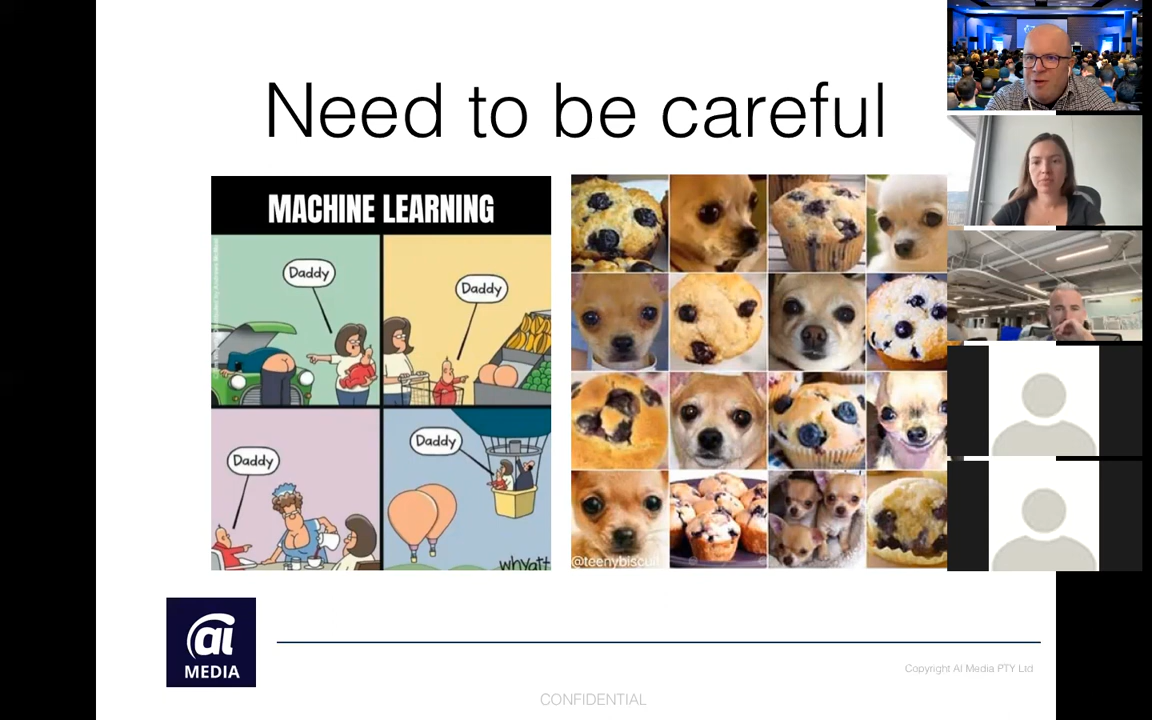 Need to be careful
MACHINE LEARNING
Daddy
Daddy
Daddy
Daddy
whyatt
@teenybiscuit
ai
MEDIA
Copyright AI Media PTY Ltd
CONFIDENTIAL